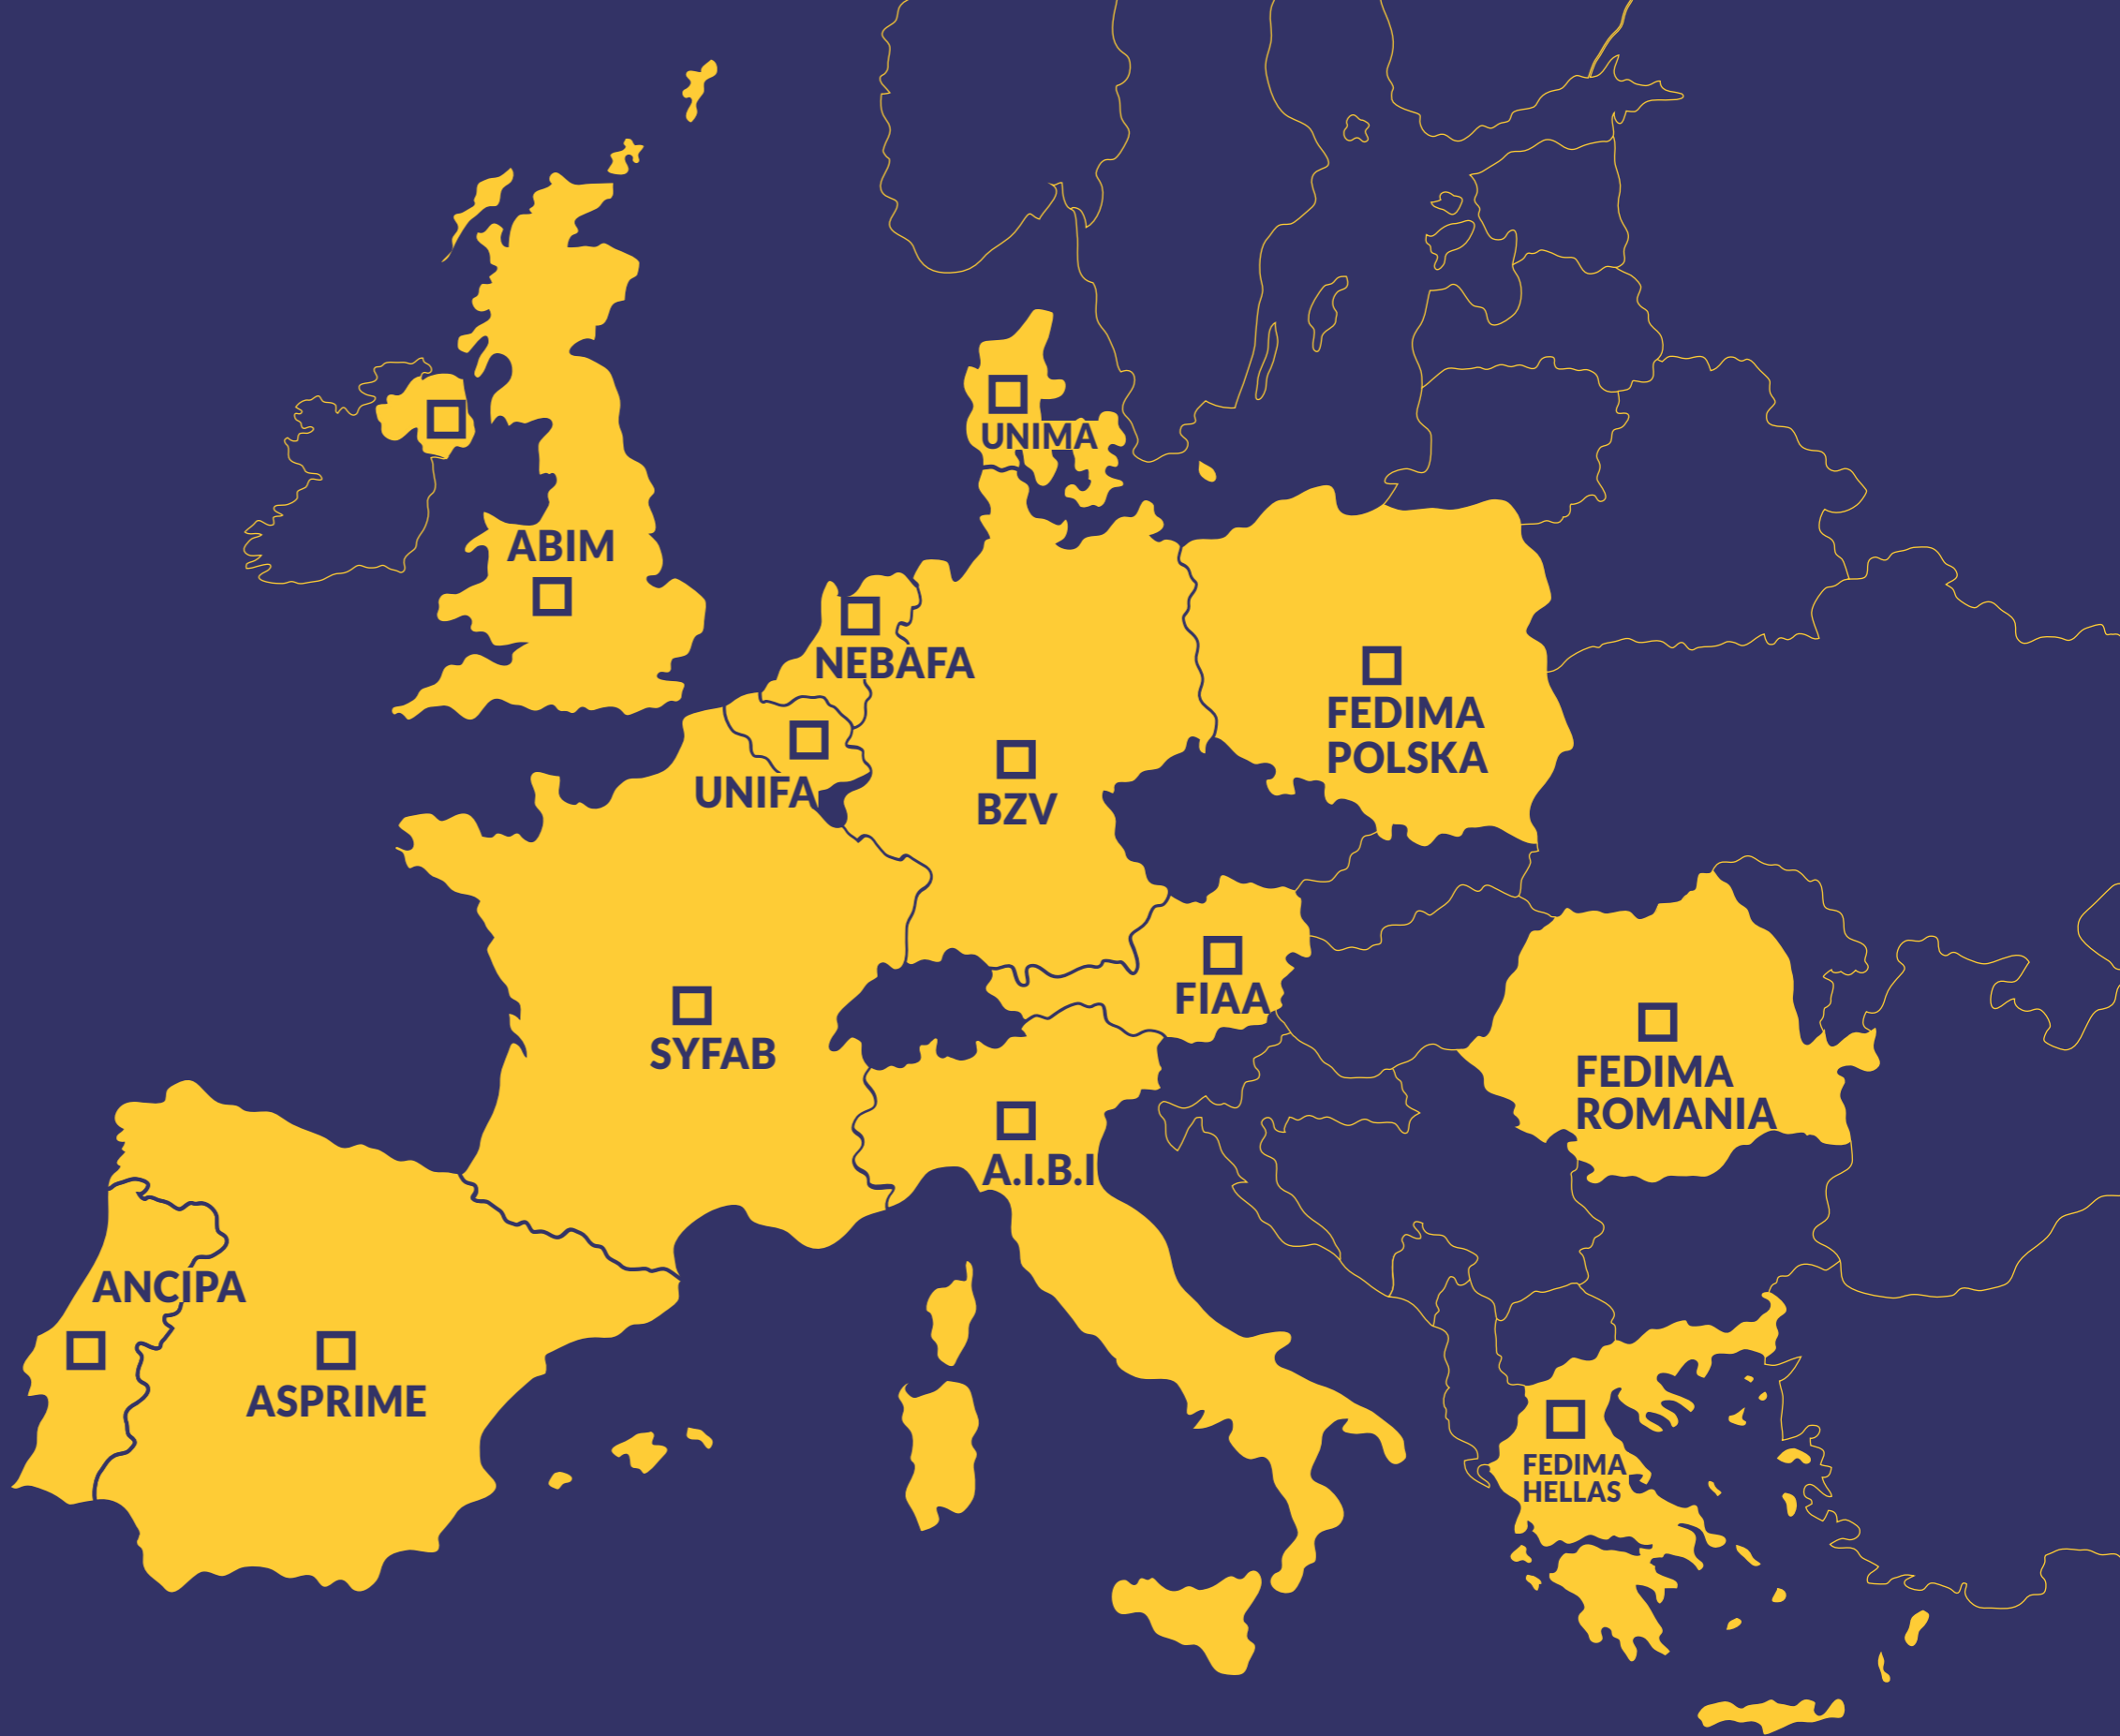 UNIMA
ABIM
NEBAFA
FEDIMA
POLSKA
UNIFA
BZV
FIAA
SYFAB
FEDIMA
ROMANIA
A.I.B.I
ANCIPA
ASPRIME
FEDIMA
HELLAS